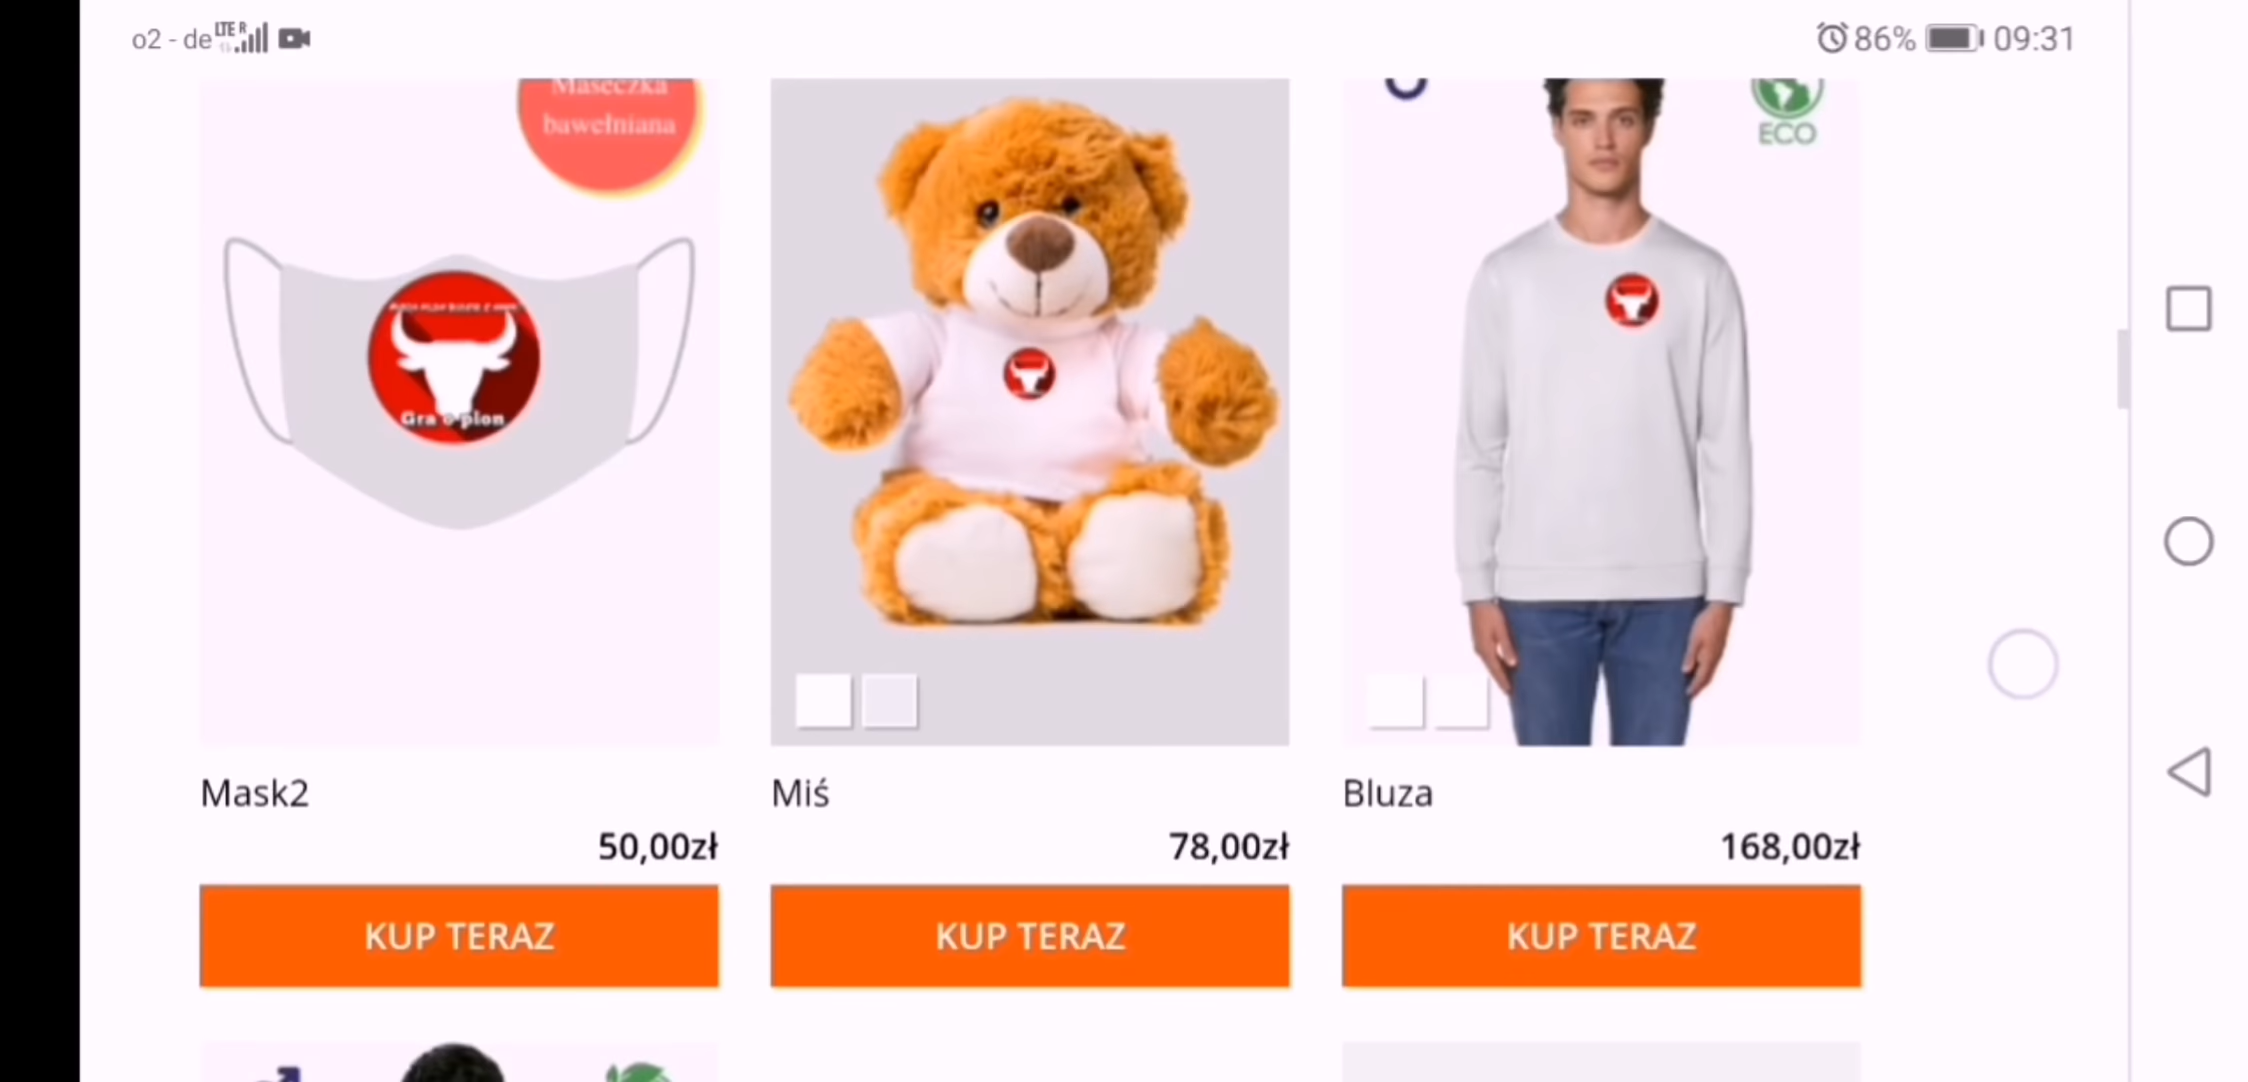 o2 - de LTE R 86% 09:31
Maseczka
bawełniana
ECO
Gra o plon
Mask2
50,00zł
KUP TERAZ
Miś
78,00zł
KUP TERAZ
Bluza
168,00zł
KUP TERAZ